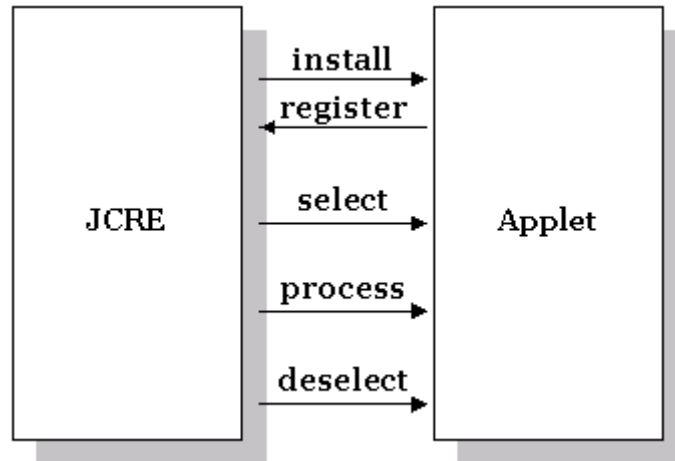 install
register
JCRE
select
Applet
process
deselect